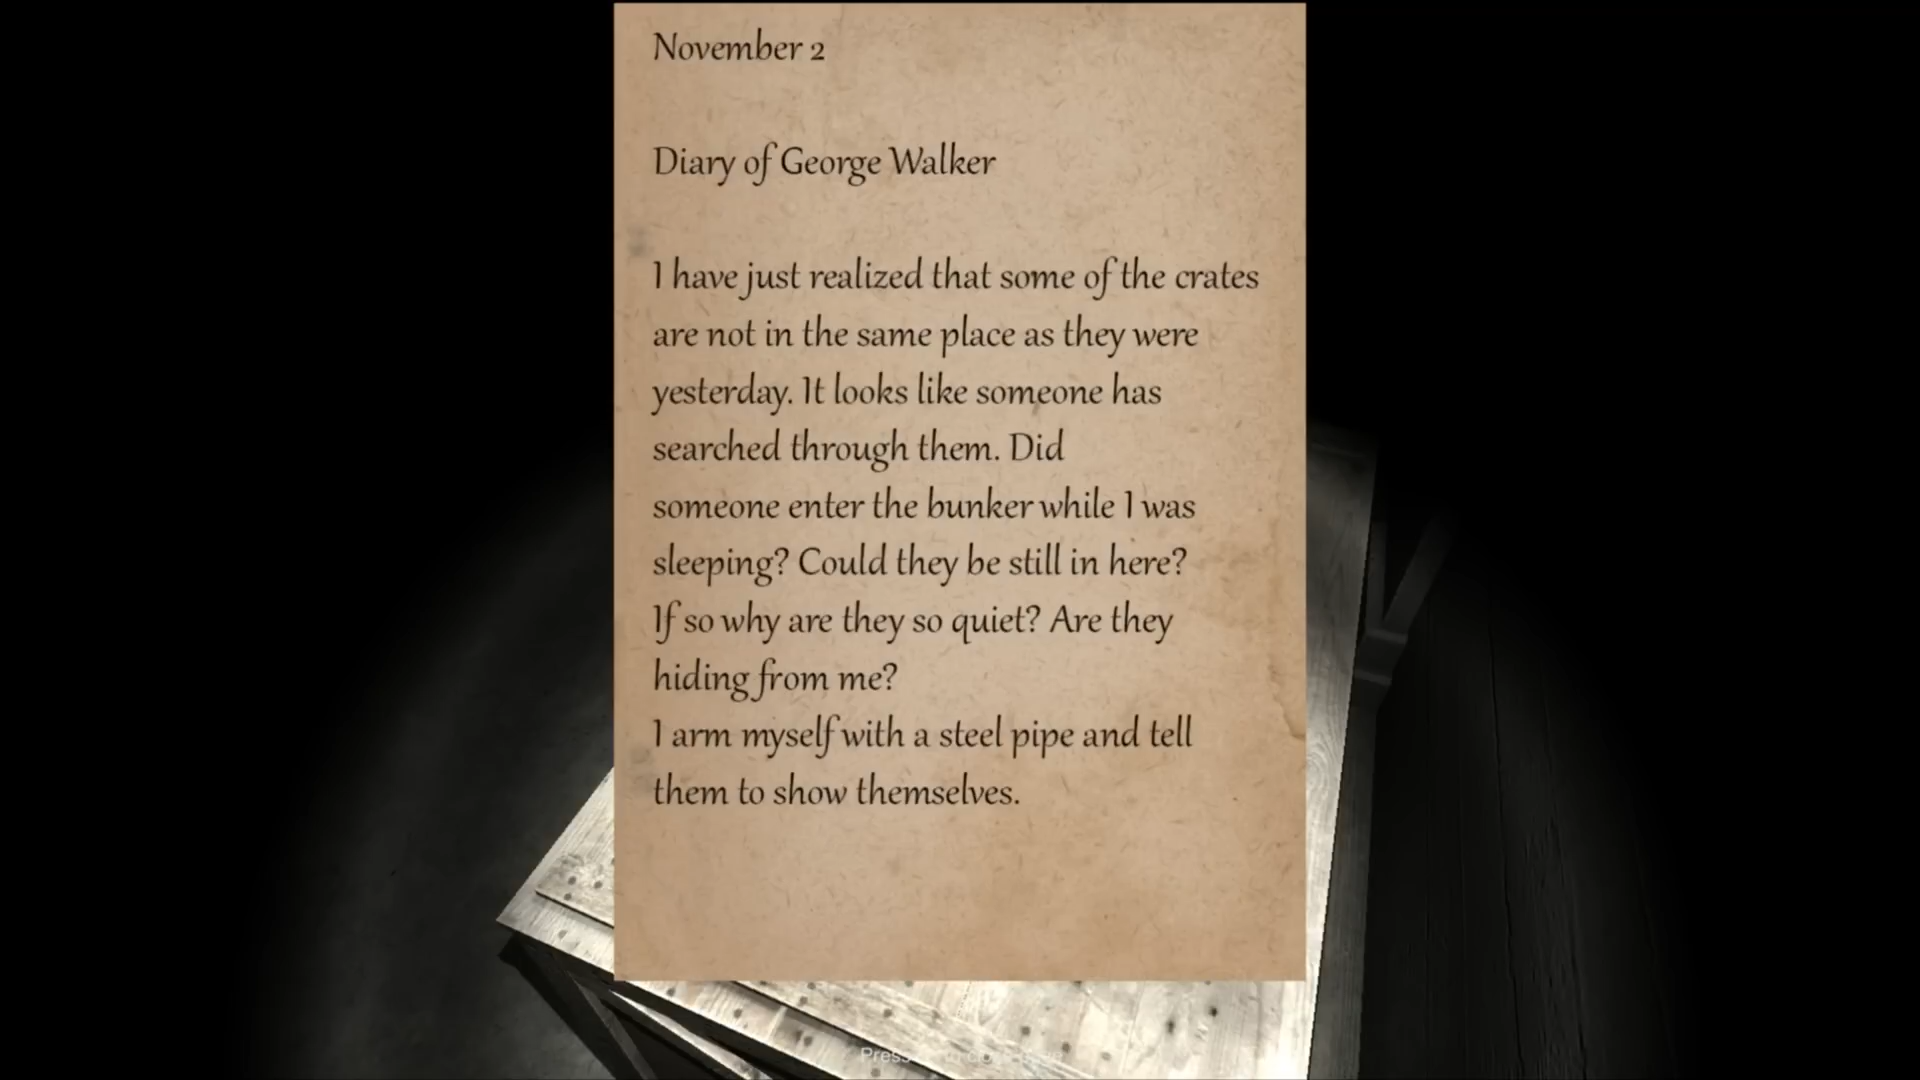 November 2
Diary of George Walker
I have just realized that some of the crates
are not in the same place as they were
yesterday. It looks like someone has
searched through them. Did
someone enter the bunker while I was
sleeping? Could they be still in here?
If so why are they so quiet? Are they
hiding from me?
I arm myself with a steel pipe and tell
them to show themselves.
Press